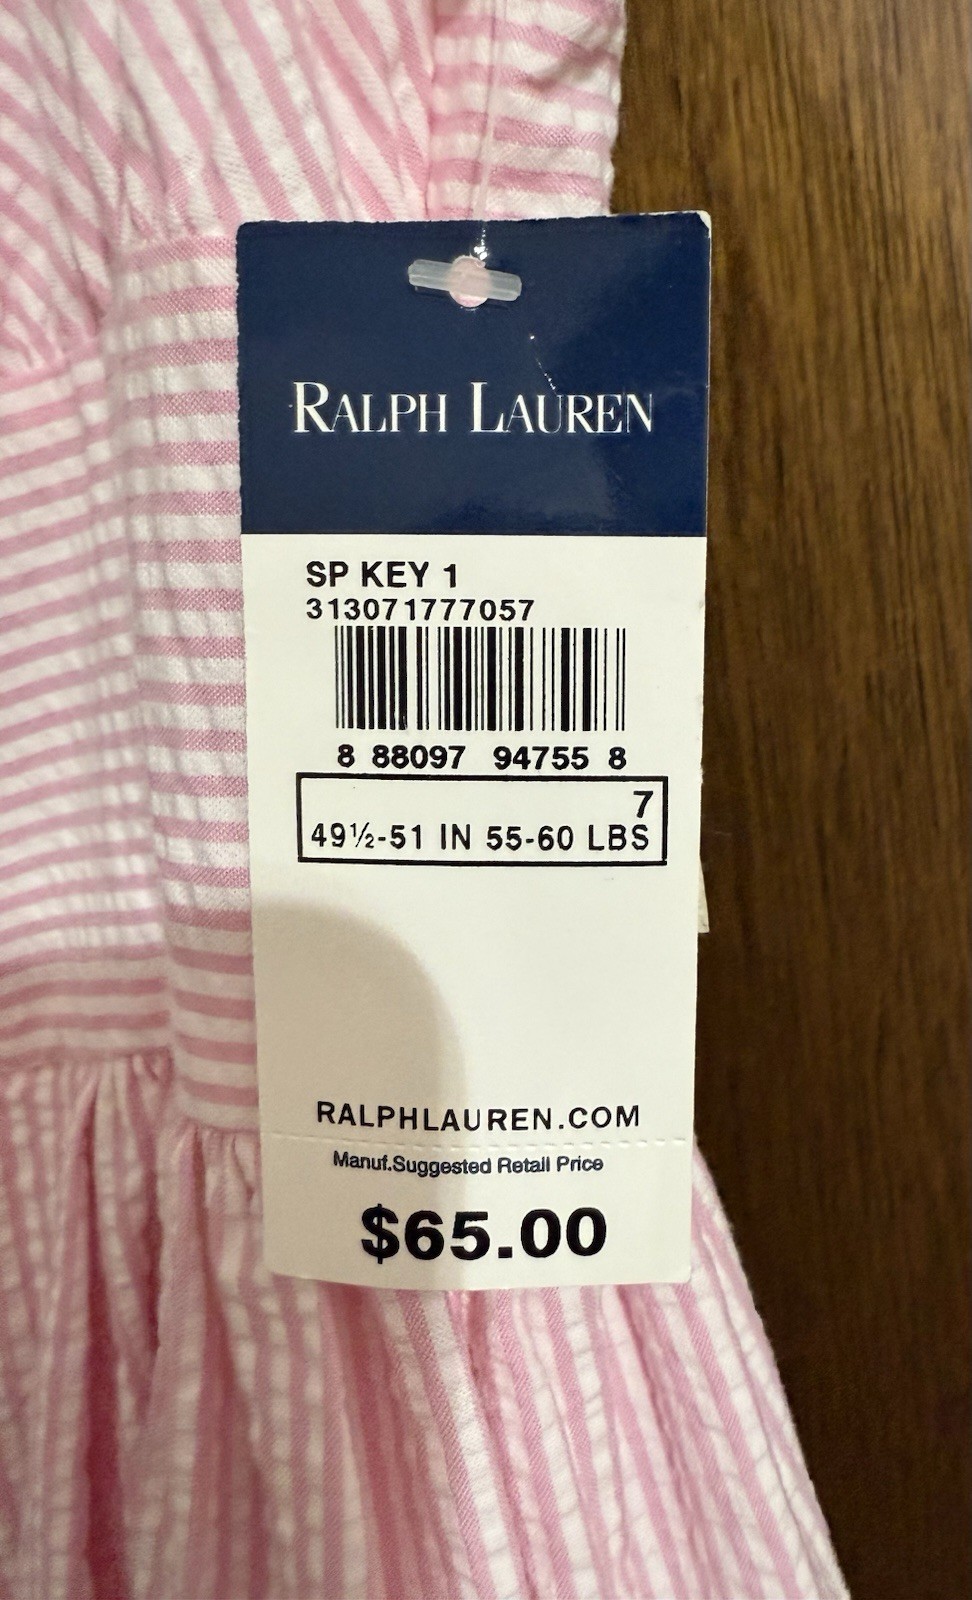 RALPH LAUREN
SP KEY 1
313071777057
8 88097 94755 8
7
49½-51 IN 55-60 LBS
RALPHLAUREN.COM
Manuf.Suggested Retail Price
$65.00